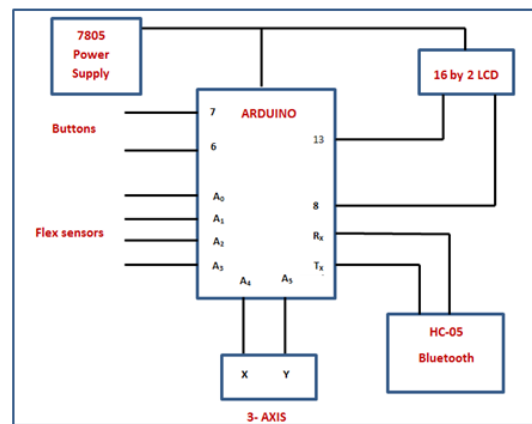 7805
Power
Supply
16 by 2 LCD
ARDUINO
7
6
Buttons
13
8
A0
A1
A2
A3
Flex sensors
Rx
Tx
A4
A5
HC-05
Bluetooth
X
Y
3- AXIS